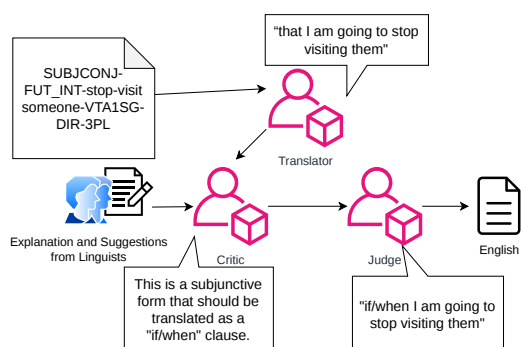 SUBJCONJ-
FUT_INT-stop-visit
someone-VTA1SG-
DIR-3PL
“that I am going to stop
visiting them"
Translator
Explanation and Suggestions
from Linguists
Critic
Judge
English
This is a subjunctive
form that should be
translated as a
"if/when" clause.
"if/when I am going to
stop visiting them"